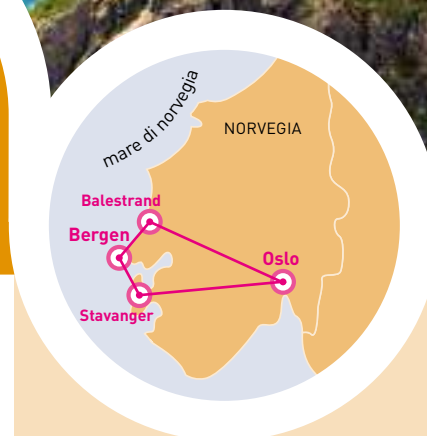 mare di norvegia
NORVEGIA
Balestrand
Bergen
Oslo
Stavanger